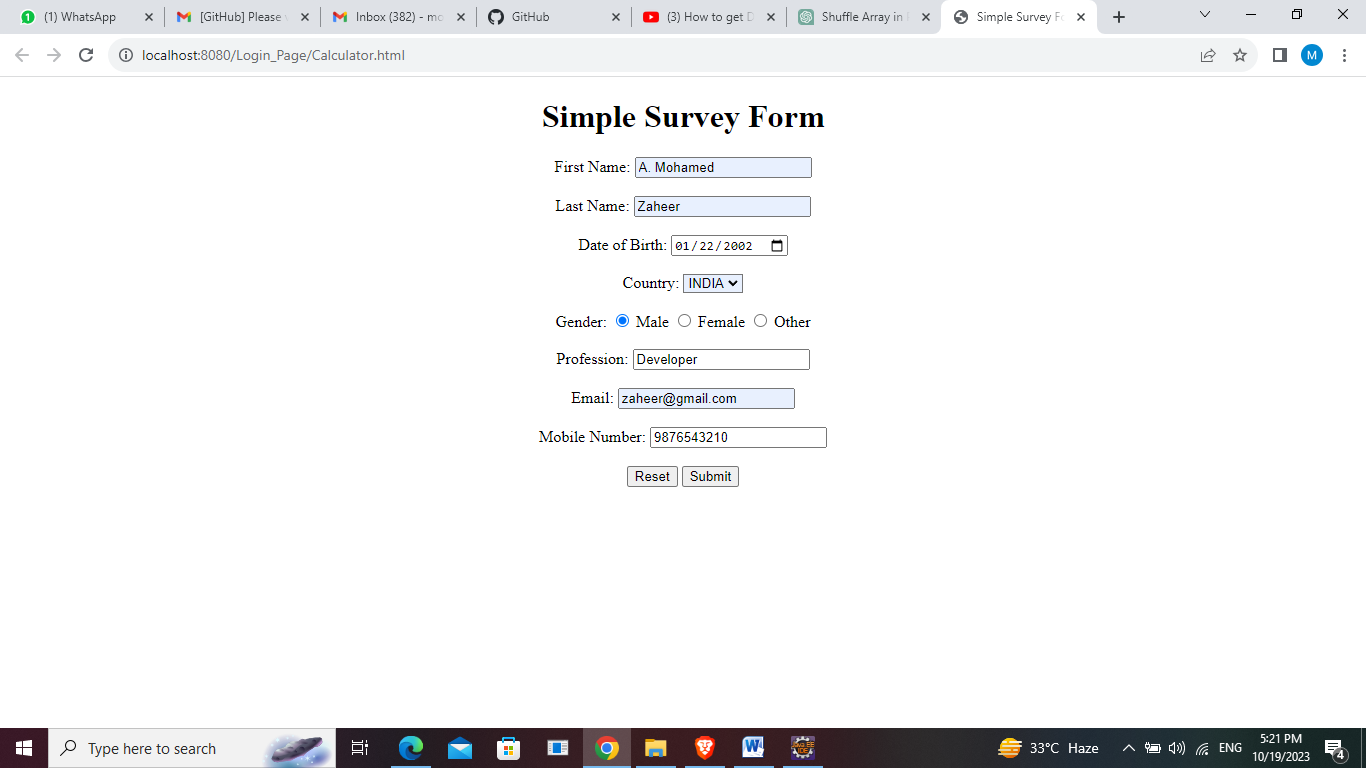 (1) WhatsApp
[GitHub] Please
Inbox (382) - mo
GitHub
(3) How to get D
Shuffle Array in
Simple Survey Fo
localhost:8080/Login_Page/Calculator.html
M
Simple Survey Form
First Name: A. Mohamed
Last Name: Zaheer
Date of Birth: 01/22/2002
Country: INDIA
Gender: Male Female Other
Profession: Developer
Email: zaheer@gmail.com
Mobile Number: 9876543210
Reset Submit
Type here to search
33°C Haze
ENG
5:21 PM
10/19/2023
4